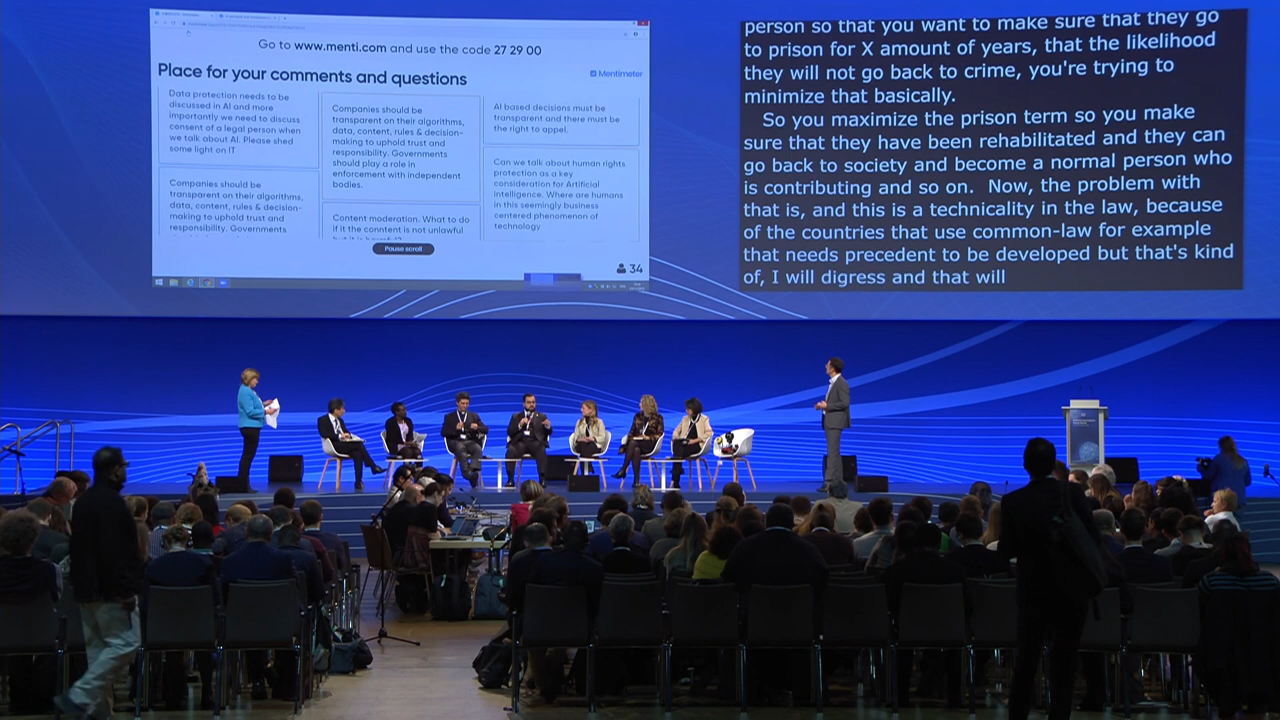 Go to www.menti.com and use the code 27 29 00
Place for your comments and questions
Mentimeter
Data protection needs to be
discussed in AI and more
importantly we need to discuss
consent of a legal person when
we talk about AI. Please shed
some light on IT
Companies should be
transparent on their algorithms,
data, content, rules & decision-
making to uphold trust and
responsibility. Governments
Companies should be
transparent on their algorithms,
data, content, rules & decision-
making to uphold trust and
responsibility. Governments
should play a role in
enforcement with independent
bodies.
Content moderation. What to do
if it the conntent is not unlawful
but it is harmful?
AI based decisions must be
transparent and there must be
the right to appel.
Can we talk about human rights
protection as a key
consideration for Artificial
intelligence. Where are humans
in this seemingly business
centered phenomenon of
technology
Pause scroll
34
person so that you want to make sure that they go
to prison for X amount of years, that the likelihood
they will not go back to crime, you're trying to
minimize that basically.
So you maximize the prison term so you make
sure that they have been rehabilitated and they can
go back to society and become a normal person who
is contributing and so on. Now, the problem with
that is, and this is a technicality in the law, because
of the countries that use common-law for example
that needs precedent to be developed but that's kind
of, I will digress and that will